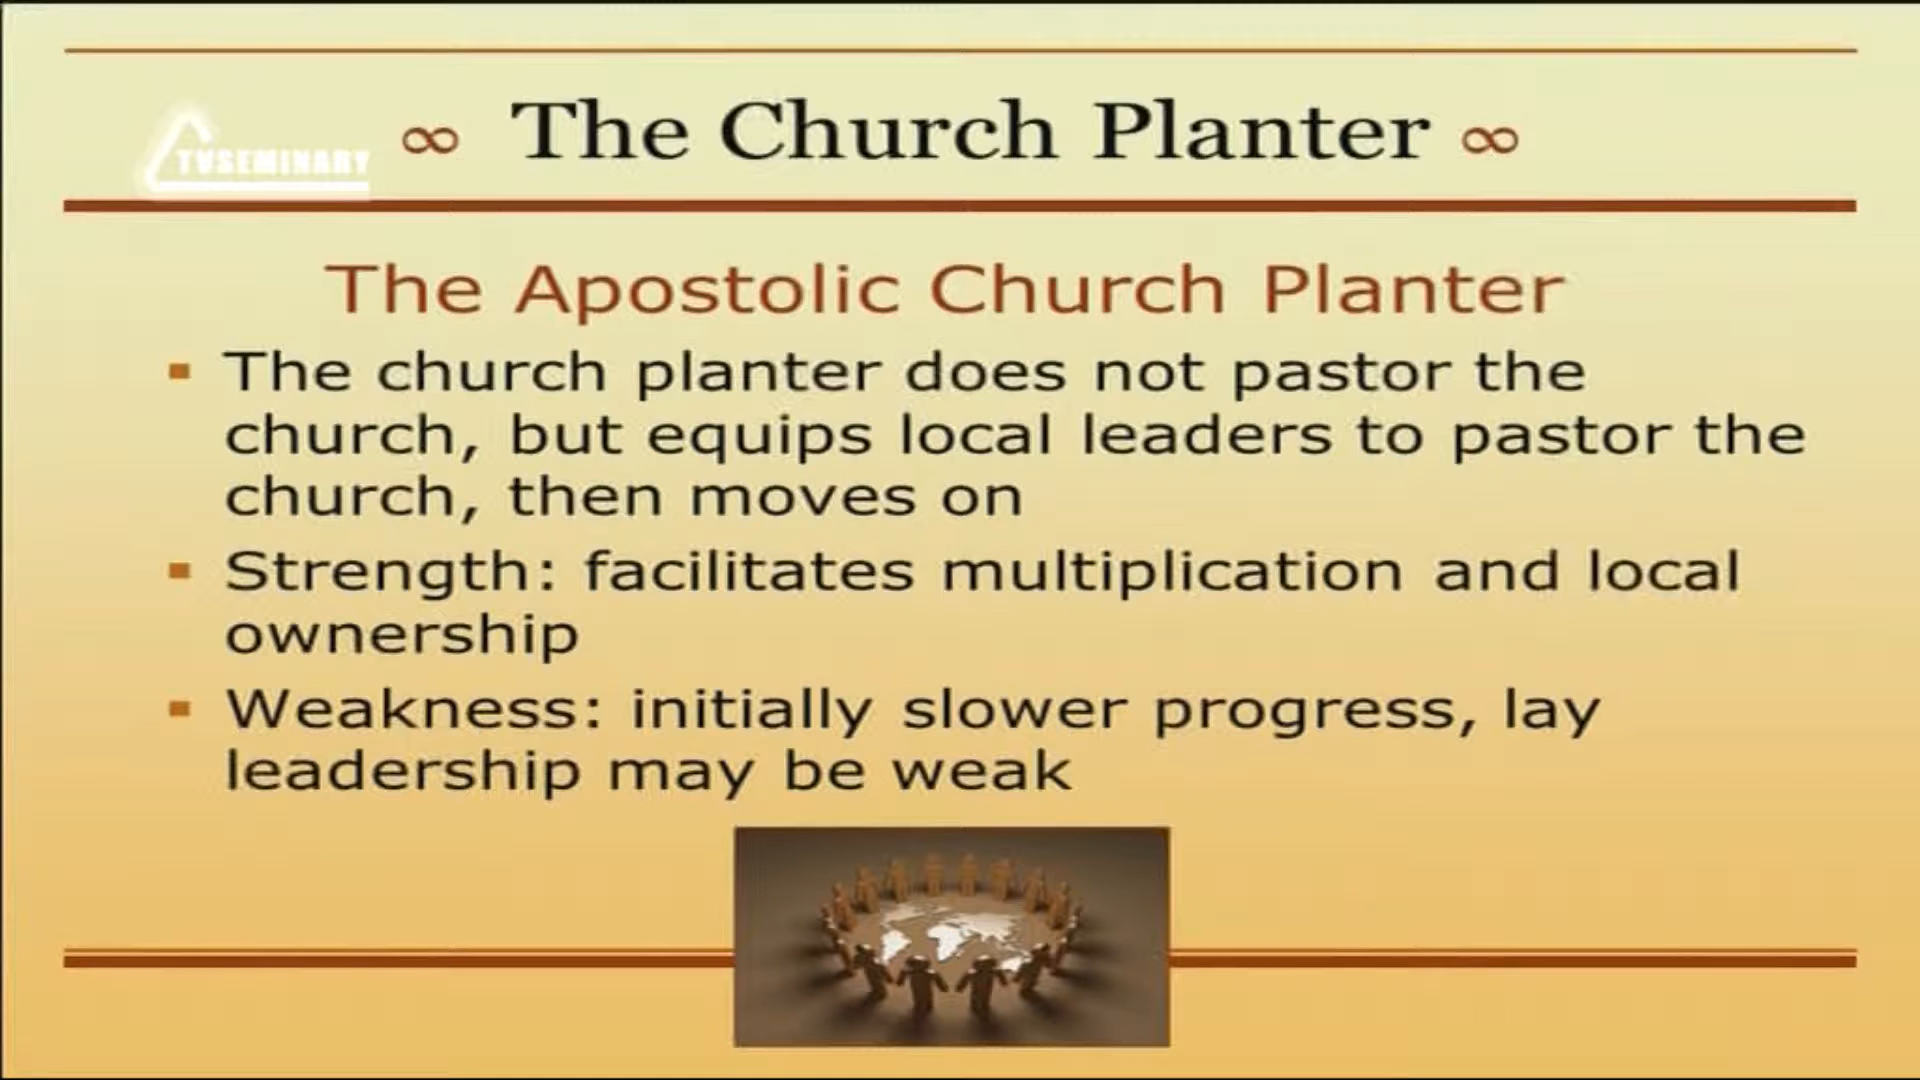 TVSEMINARY
∞ The Church Planter ∞
The Apostolic Church Planter
▪ The church planter does not pastor the
church, but equips local leaders to pastor the
church, then moves on
▪ Strength: facilitates multiplication and local
ownership
▪ Weakness: initially slower progress, lay
leadership may be weak